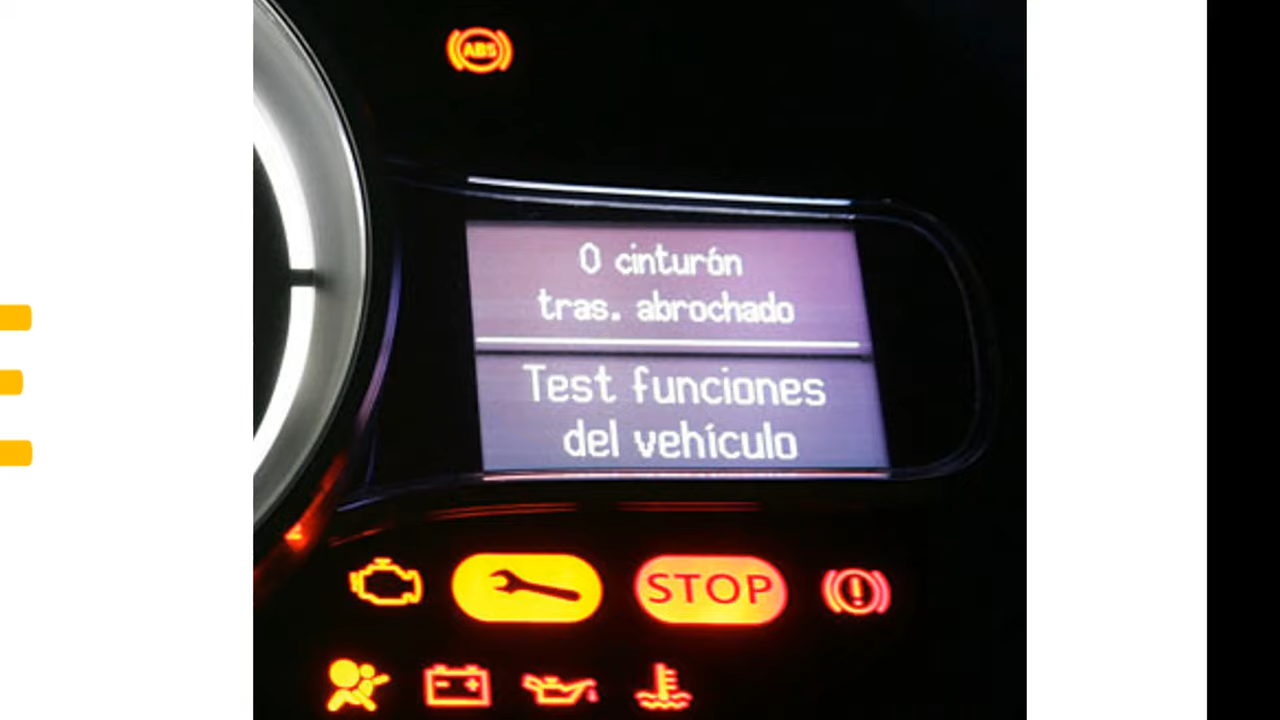 ABS
0 cinturón
tras. abrochado
Test funciones
del vehículo
STOP